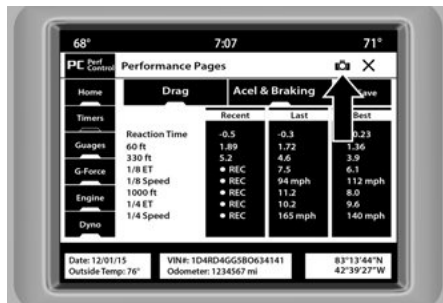 68° 7:07 71°
PC Perf Control Performance Pages
Home Drag Acel & Braking Save
Timers Recent Last Best
Reaction Time -0.5 -0.3 0.23
Guages 60 ft 1.89 1.72 1.36
330 ft 5.2 4.6 3.9
G-Force 1/8 ET • REC 7.5 6.1
1/8 Speed • REC 94 mph 112 mph
Engine 1000 ft • REC 11.2 8.0
1/4 ET • REC 10.2 9.6
Dyno 1/4 Speed • REC 165 mph 140 mph
Date: 12/01/15 VIN#: 1D4RD4GG5BO634141 83°13'44"N
Outside Temp: 76° Odometer: 1234567 mi 42°39'27"W